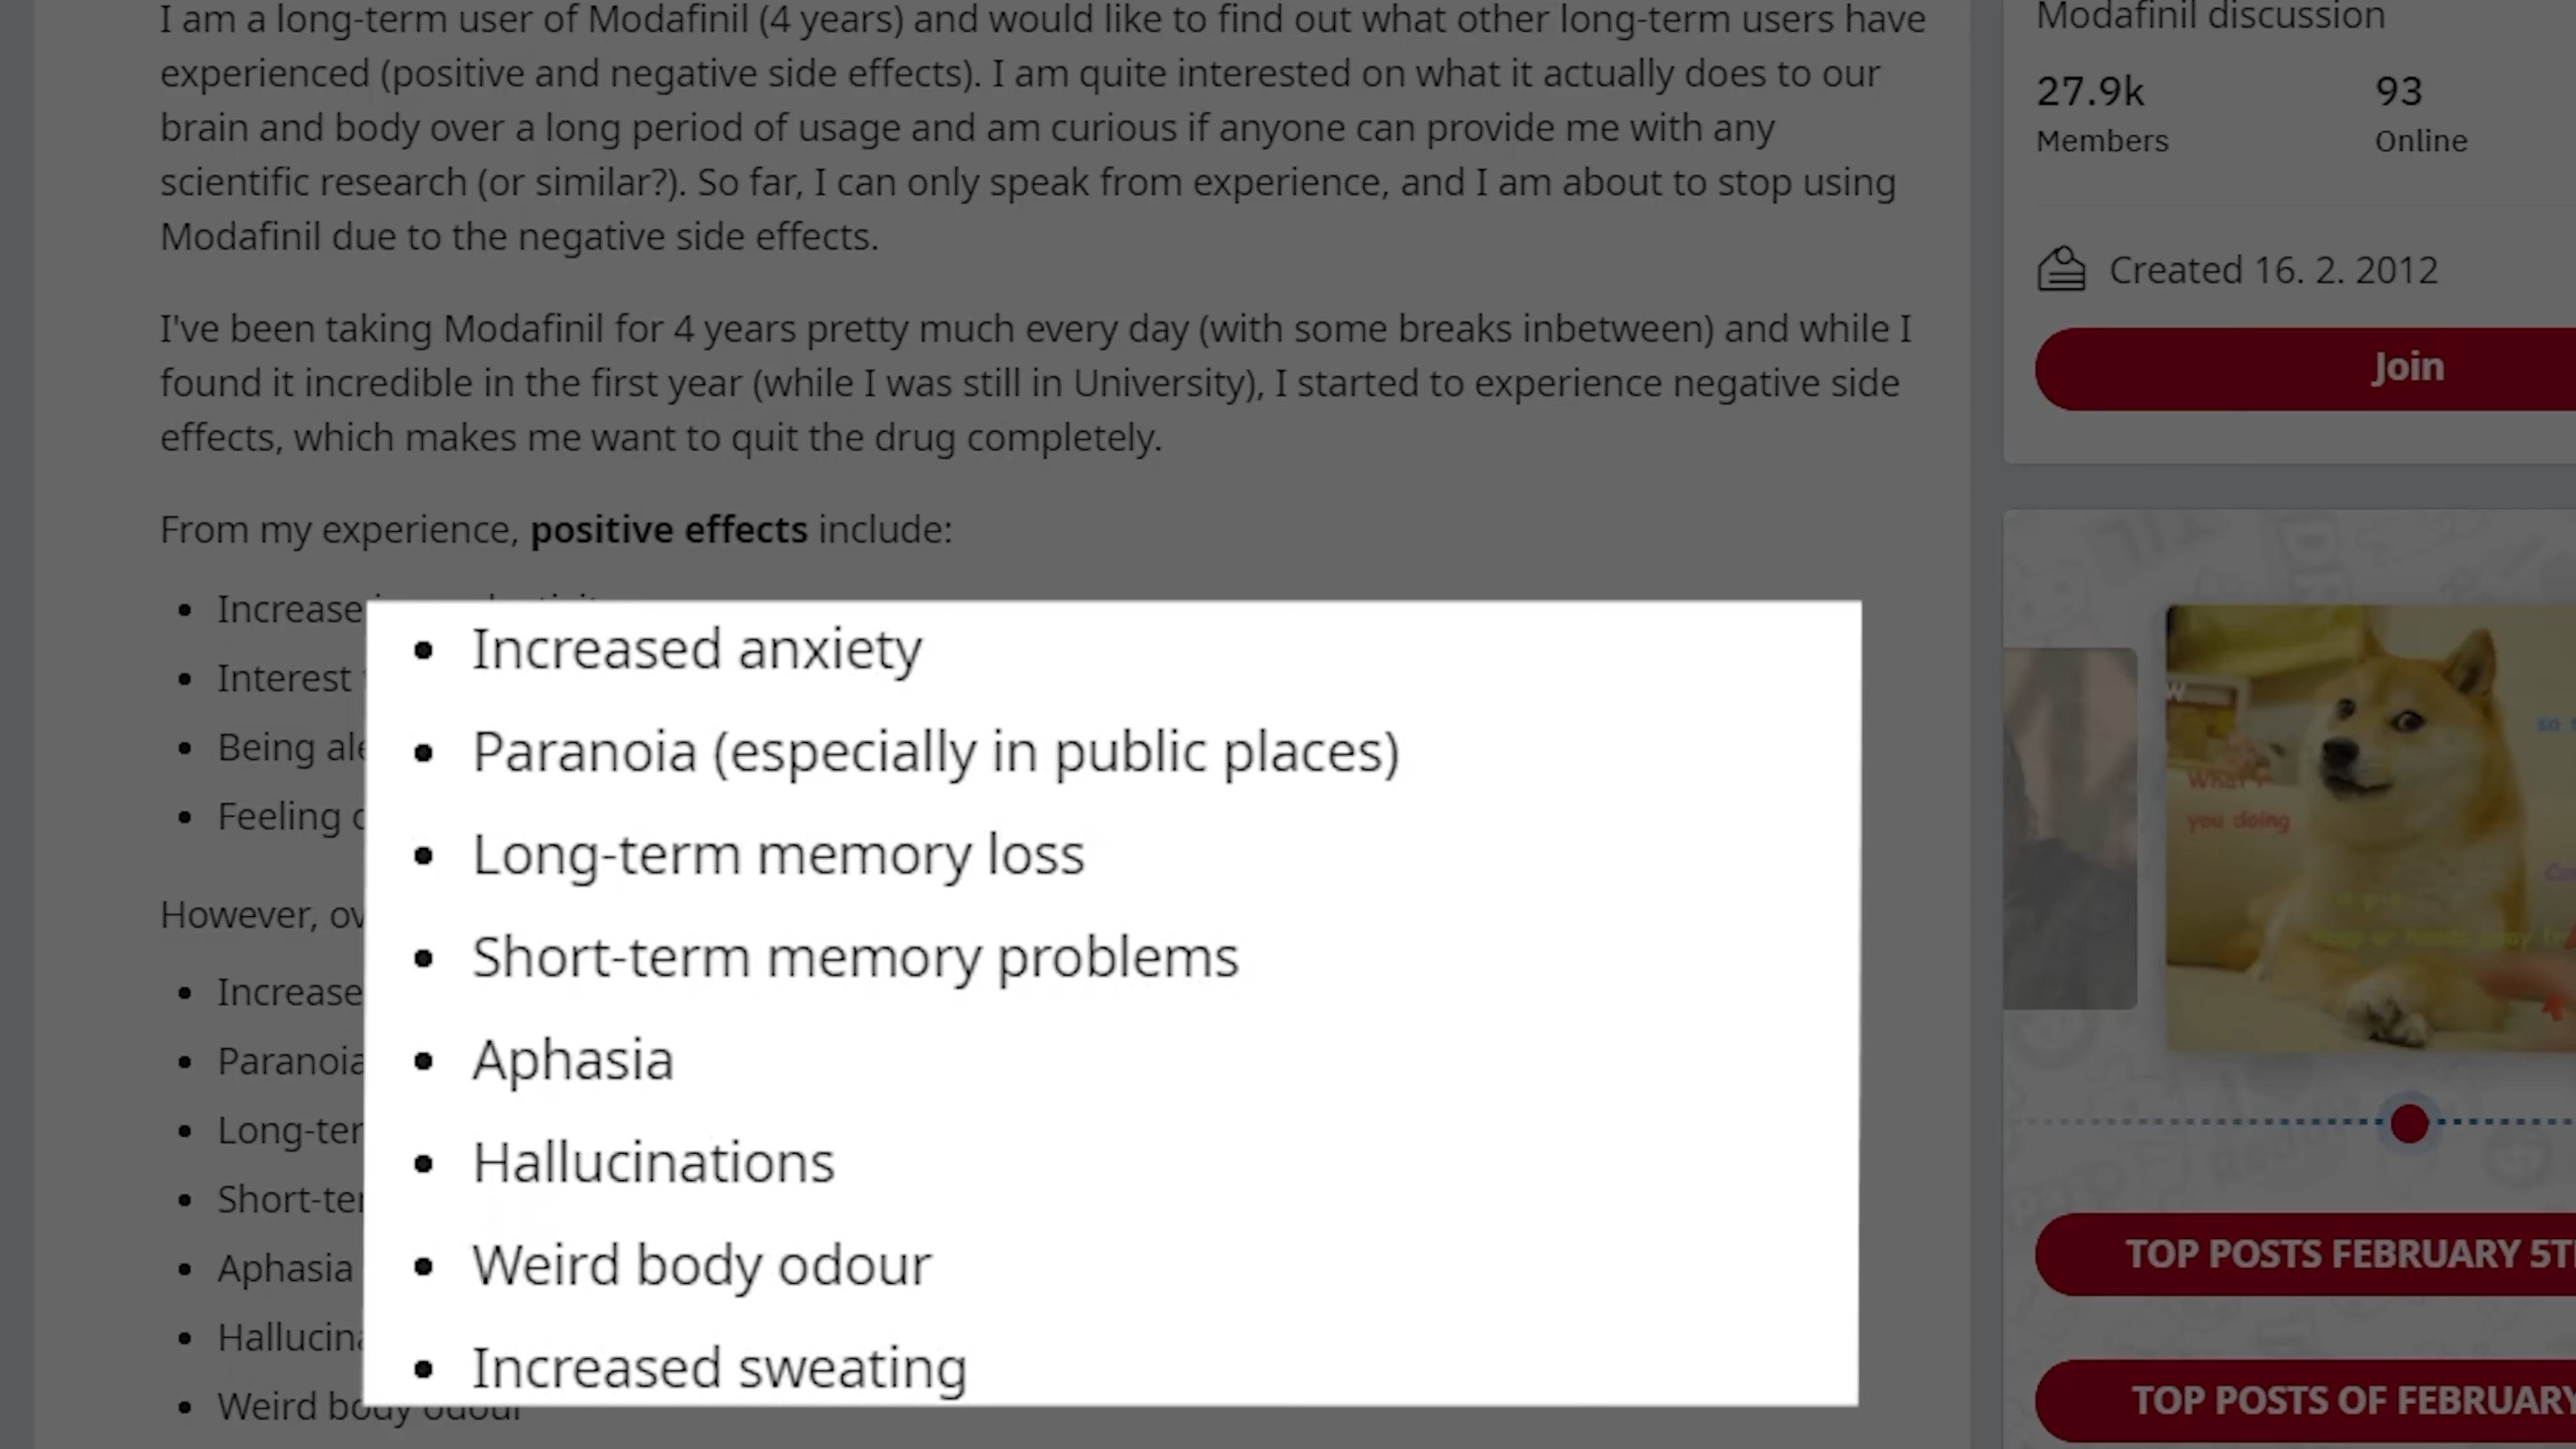 I am a long-term user of Modafinil (4 years) and would like to find out what other long-term users have
experienced (positive and negative side effects). I am quite interested on what it actually does to our
brain and body over a long period of usage and am curious if anyone can provide me with any
scientific research (or similar?). So far, I can only speak from experience, and I am about to stop using
Modafinil due to the negative side effects.
I've been taking Modafinil for 4 years pretty much every day (with some breaks inbetween) and while I
found it incredible in the first year (while I was still in University), I started to experience negative side
effects, which makes me want to quit the drug completely.
From my experience, positive effects include:
• Increase
• Interest
• Being ale
• Feeling
However, ov
• Increase
• Paranoia
• Long-ter
• Short-ter
• Aphasia
• Hallucina
• Weird body odour
• Increased anxiety
• Paranoia (especially in public places)
• Long-term memory loss
• Short-term memory problems
• Aphasia
• Hallucinations
• Weird body odour
• Increased sweating
Modafinil discussion
27.9k 93
Members Online
Created 16. 2. 2012
Join
so
What r
you doing
TOP POSTS FEBRUARY 5T
TOP POSTS OF FEBRUARY